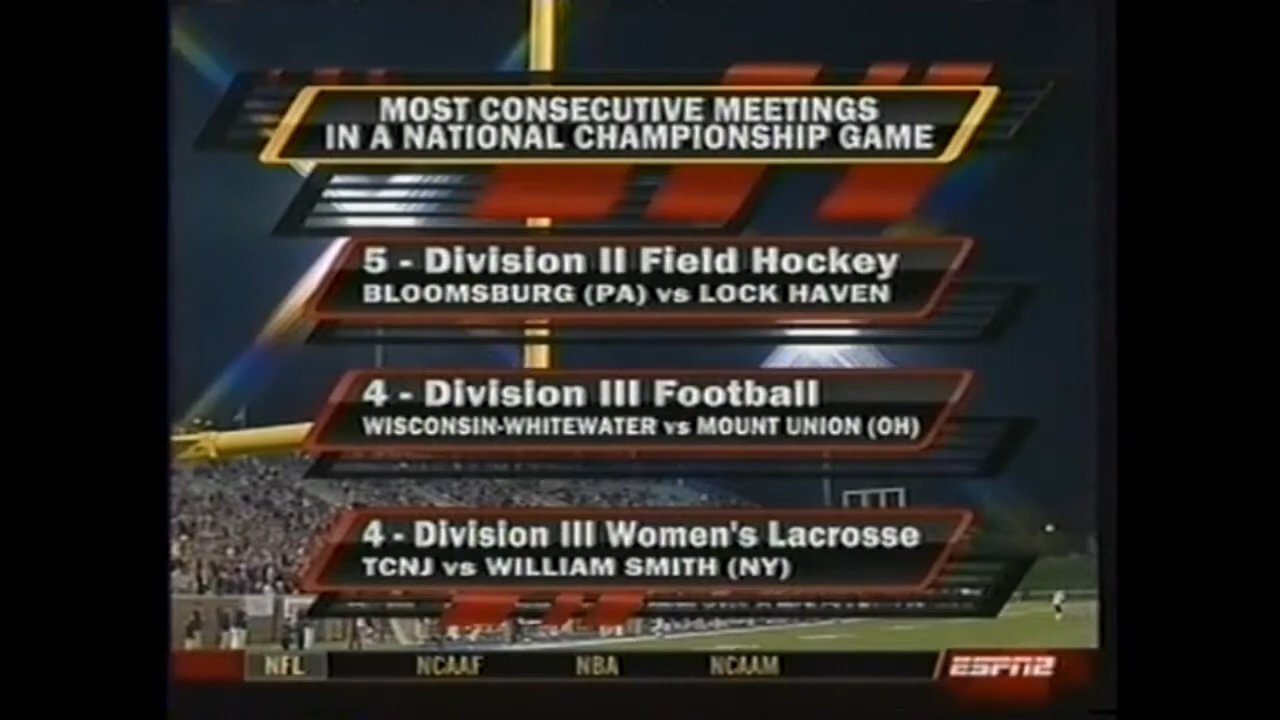 MOST CONSECUTIVE MEETINGS
IN A NATIONAL CHAMPIONSHIP GAME
5 - Division II Field Hockey
BLOOMSBURG (PA) vs LOCK HAVEN
4 - Division III Football
WISCONSIN-WHITEWATER vs MOUNT UNION (OH)
4 - Division III Women's Lacrosse
TCNJ vs WILLIAM SMITH (NY)
NFL NCAAF NBA NCAAM ESPN2